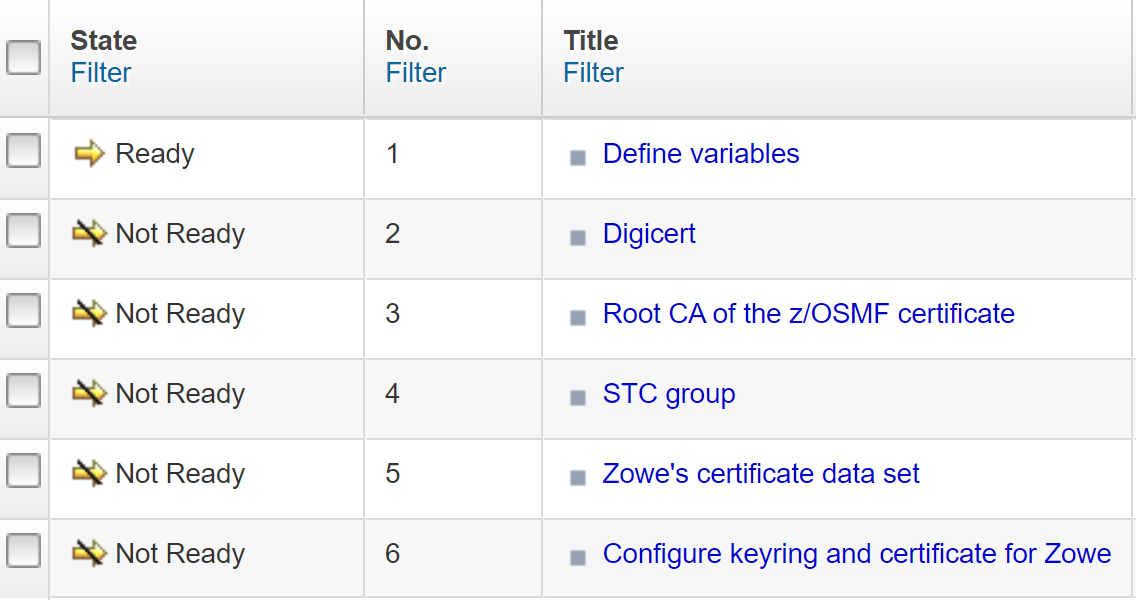 State No. Title
Filter Filter Filter
Ready 1 Define variables
Not Ready 2 Digicert
Not Ready 3 Root CA of the z/OSMF certificate
Not Ready 4 STC group
Not Ready 5 Zowe's certificate data set
Not Ready 6 Configure keyring and certificate for Zowe